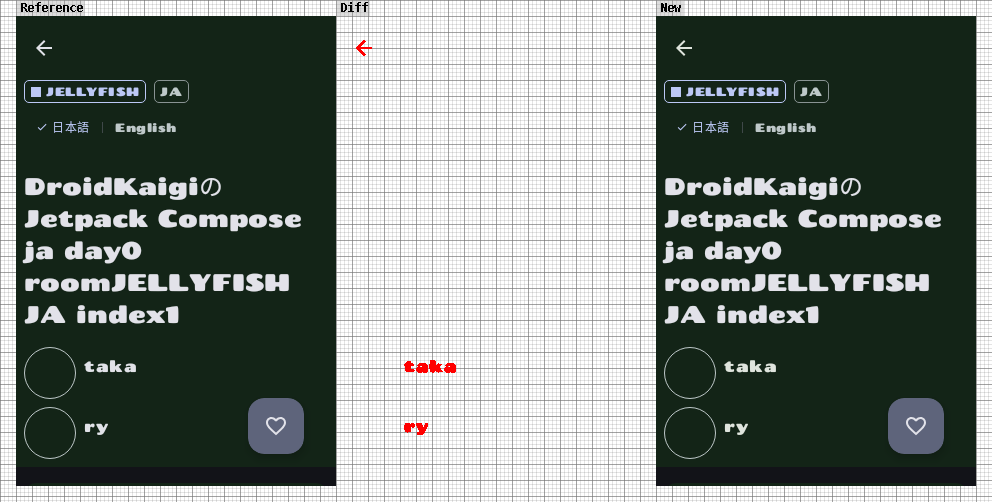 Reference
Diff
New
JELLYFISH JA
日本語 English
DroidKaigiの
Jetpack Compose
ja day0
roomJELLYFISH
JA index1
taka
ry
taka
ry
JELLYFISH JA
日本語 English
DroidKaigiの
Jetpack Compose
ja day0
roomJELLYFISH
JA index1
taka
ry